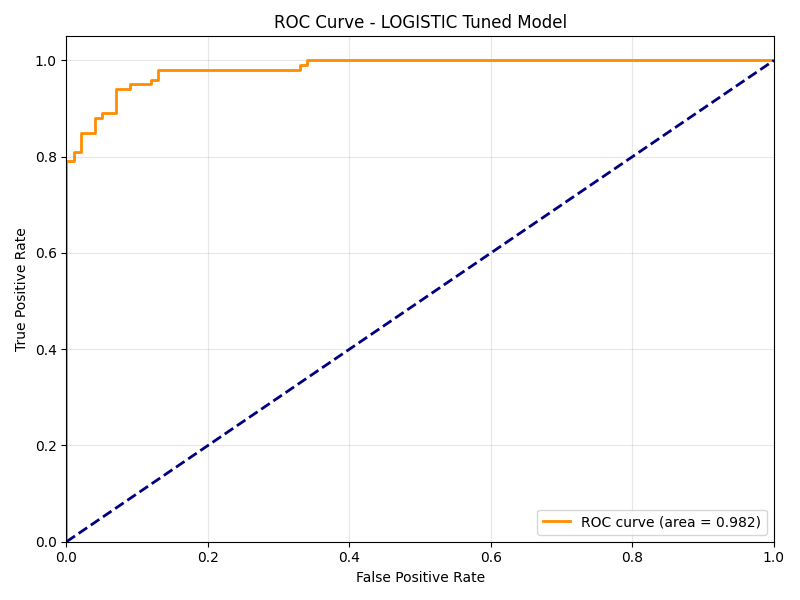 ROC Curve - LOGISTIC Tuned Model
1.0
0.8
0.6
0.4
0.2
0.0
True Positive Rate
ROC curve (area = 0.982)
0.0 0.2 0.4 0.6 0.8 1.0
False Positive Rate